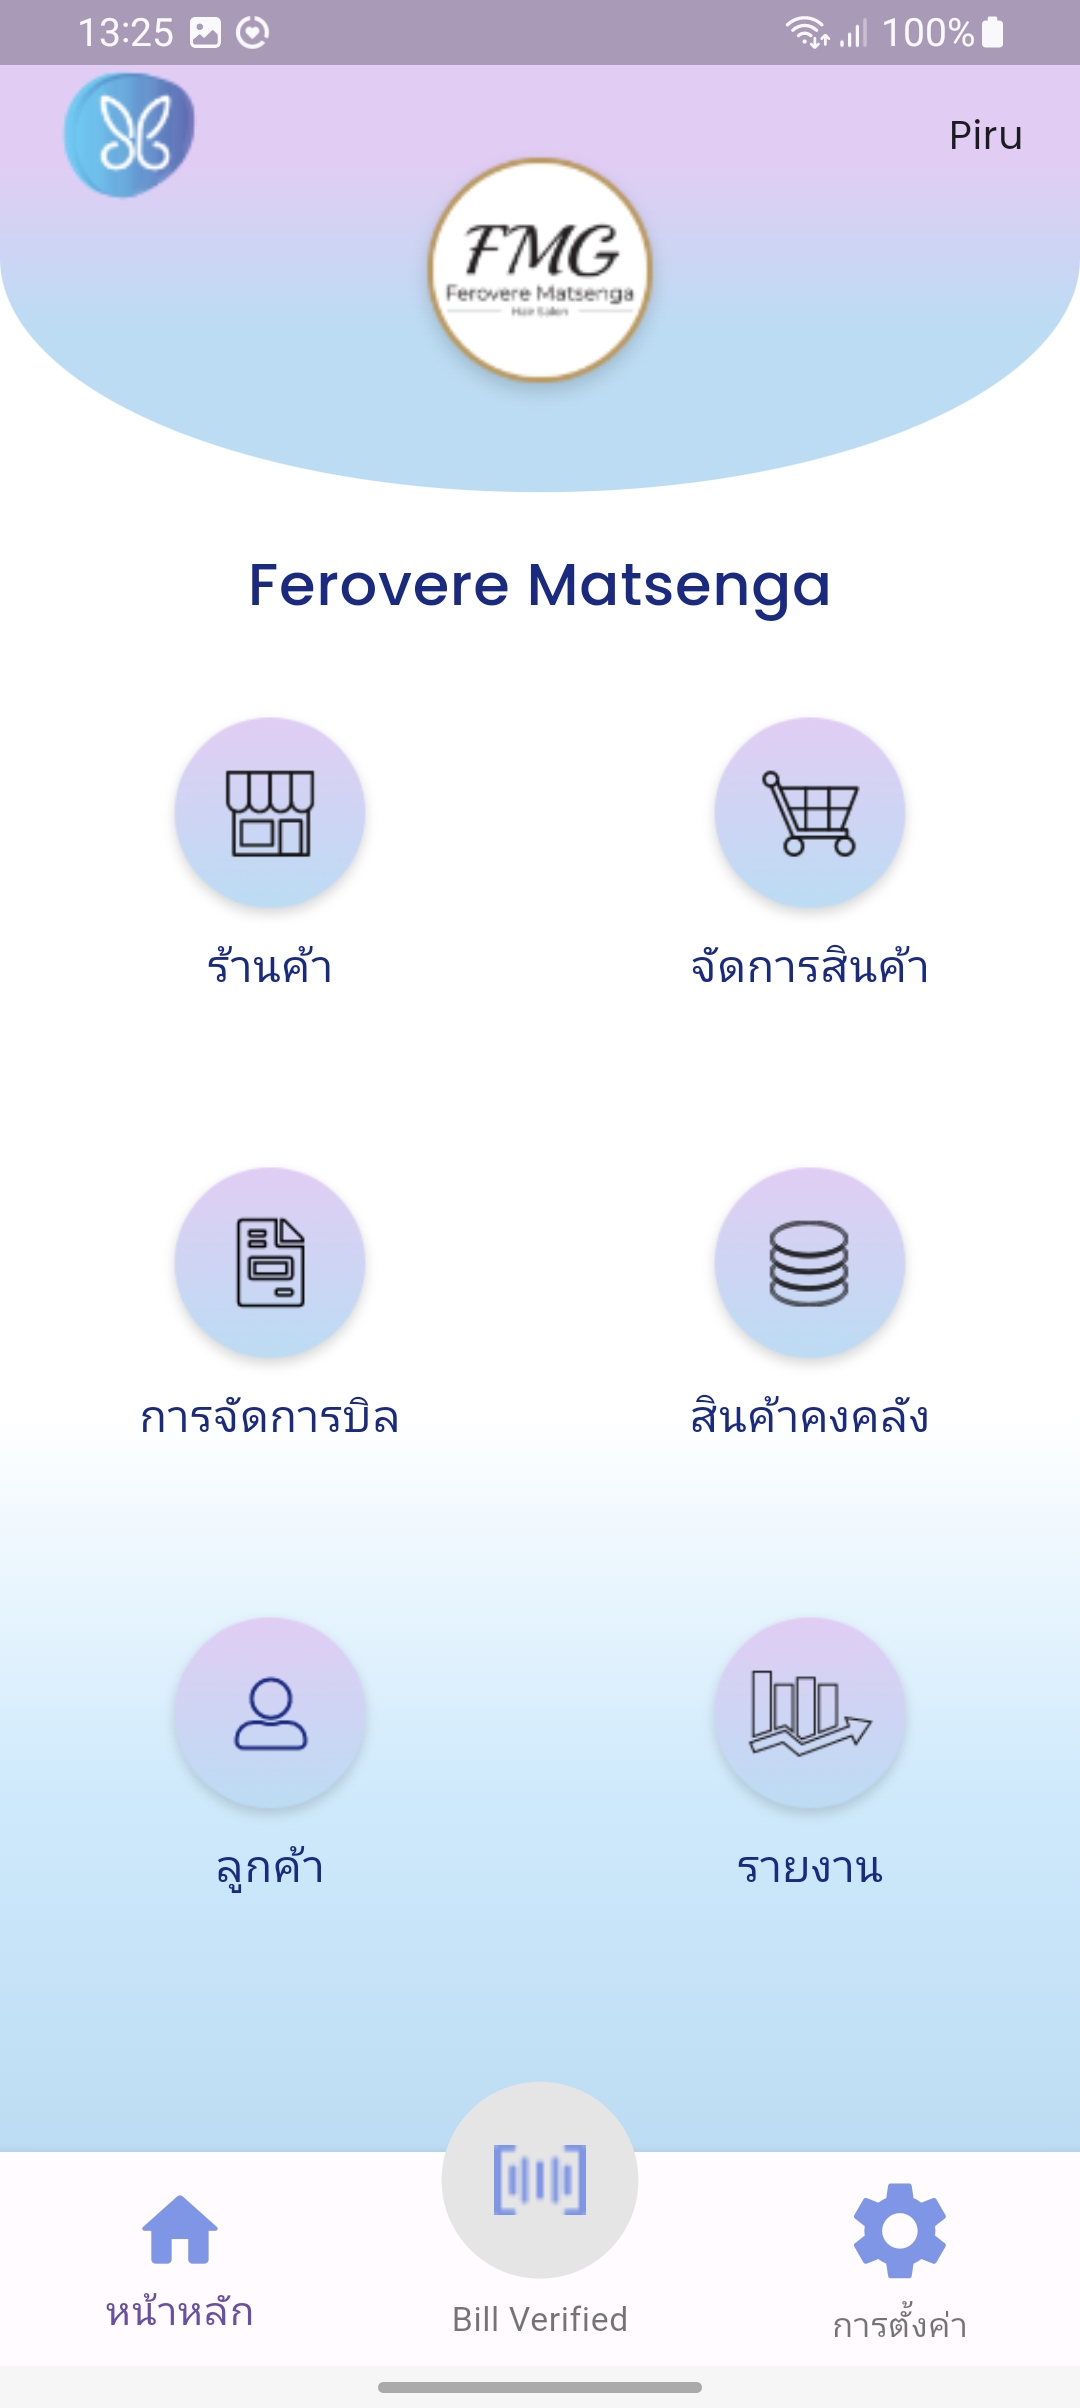 13:25
100%
Piru
FMG
Ferovere Matsenga
Hair Salon
Ferovere Matsenga
ร้านค้า
จัดการสินค้า
การจัดการบิล
สินค้าคงคลัง
ลูกค้า
รายงาน
หน้าหลัก
Bill Verified
การตั้งค่า